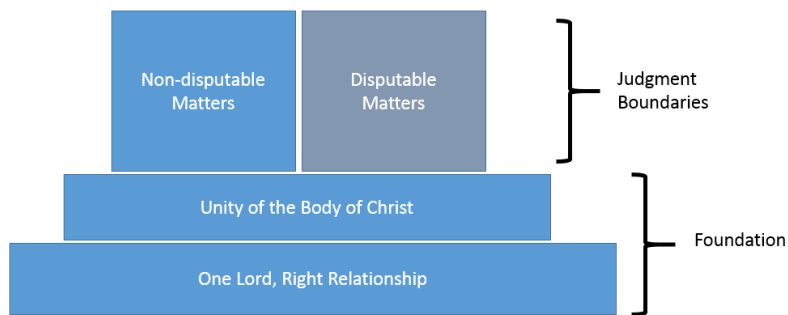 Non-disputable
Matters
Disputable
Matters
Judgment
Boundaries
Unity of the Body of Christ
Foundation
One Lord, Right Relationship